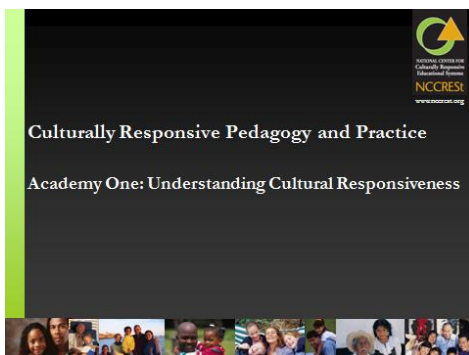 NATIONAL CENTER FOR
Culturally Responsive
Educational Systems
NCCRESt
www.nccrest.org
Culturally Responsive Pedagogy and Practice
Academy One: Understanding Cultural Responsiveness